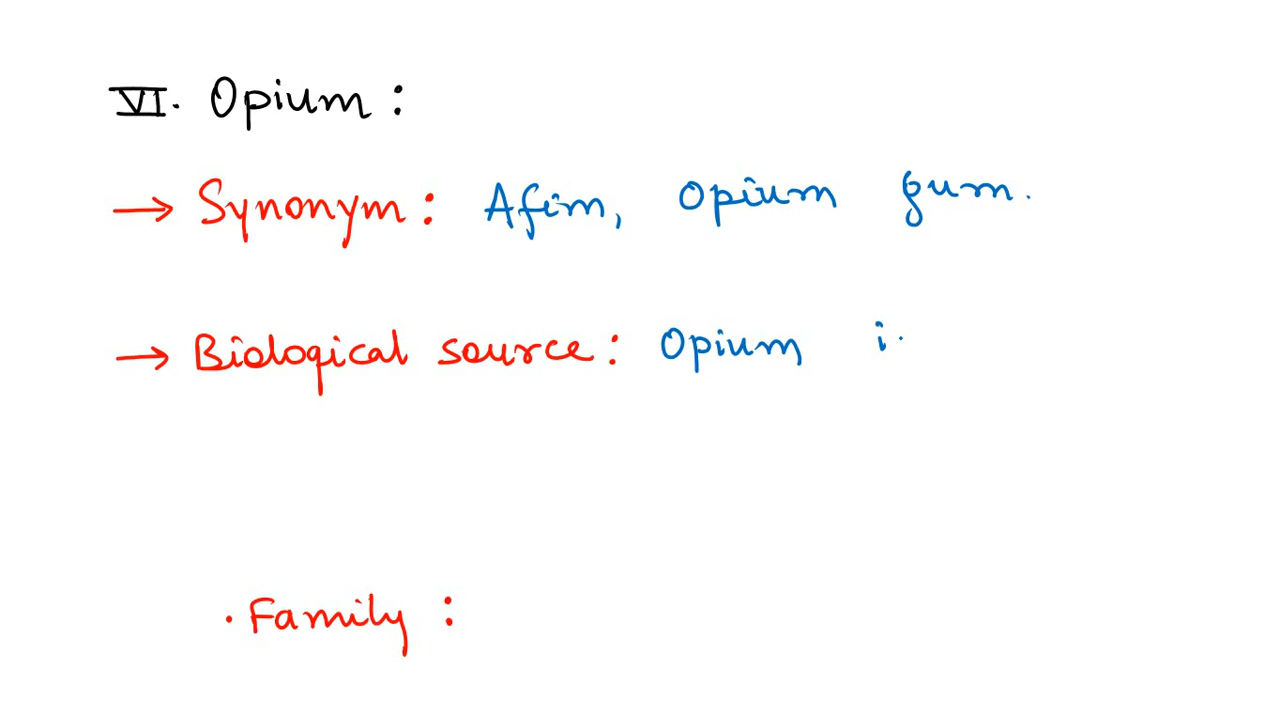 VI. Opium :
→ Synonym : Afim, Opium gum.
→ Biological source : Opium i
. Family :